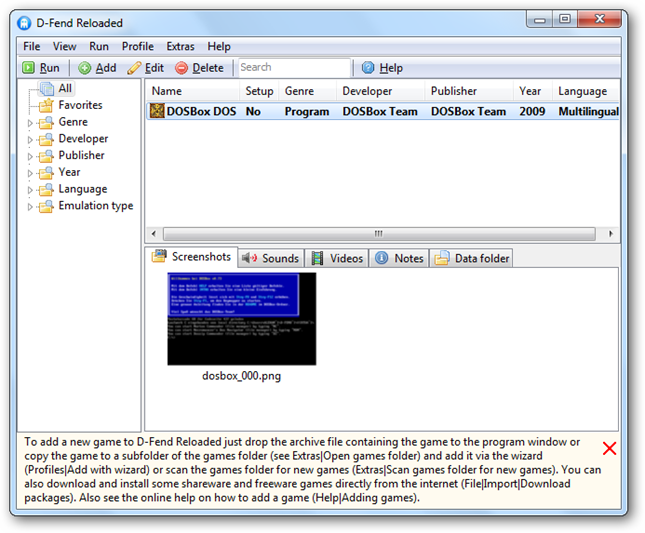 D-Fend Reloaded
File View Run Profile Extras Help
Run Add Edit Delete Search Help
All
Favorites
Genre
Developer
Publisher
Year
Language
Emulation type
Name Setup Genre Developer Publisher Year Language
DOSBox DOS No Program DOSBox Team DOSBox Team 2009 Multilingual
Screenshots Sounds Videos Notes Data folder
dosbox_000.png
To add a new game to D-Fend Reloaded just drop the archive file containing the game to the program window or
copy the game to a subfolder of the games folder (see Extras|Open games folder) and add it via the wizard
(Profiles|Add with wizard) or scan the games folder for new games (Extras|Scan games folder for new games). You can
also download and install some shareware and freeware games directly from the internet (File|Import|Download
packages). Also see the online help on how to add a game (Help|Adding games).